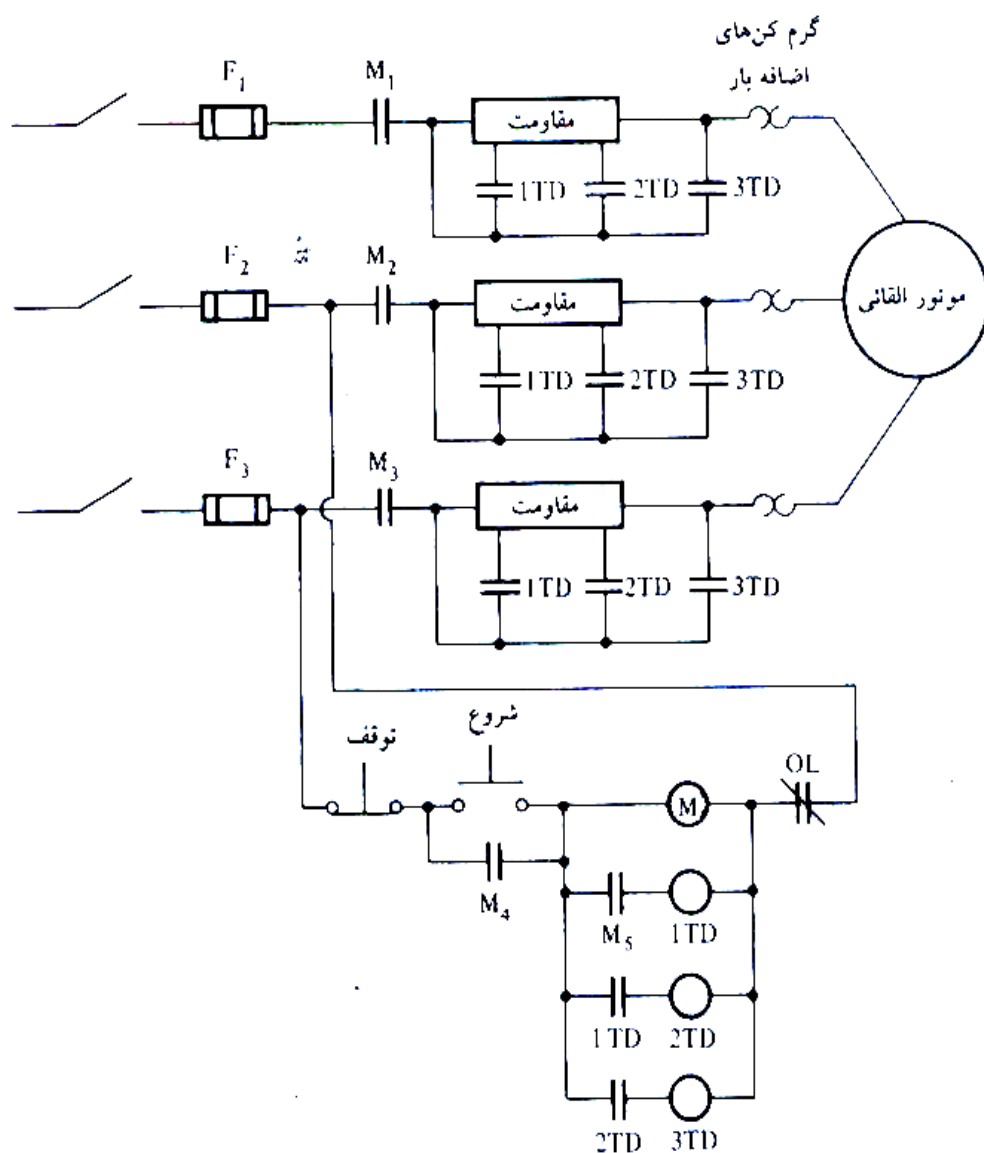 گرم کن‌های
اضافه بار
F₁
M₁
مقاومت
1TD
2TD
3TD
F₂
M₂
مقاومت
موتور القائی
1TD
2TD
3TD
F₃
M₃
مقاومت
1TD
2TD
3TD
شروع
توقف
OL
M
M₄
M₅
1TD
1TD
2TD
2TD
3TD